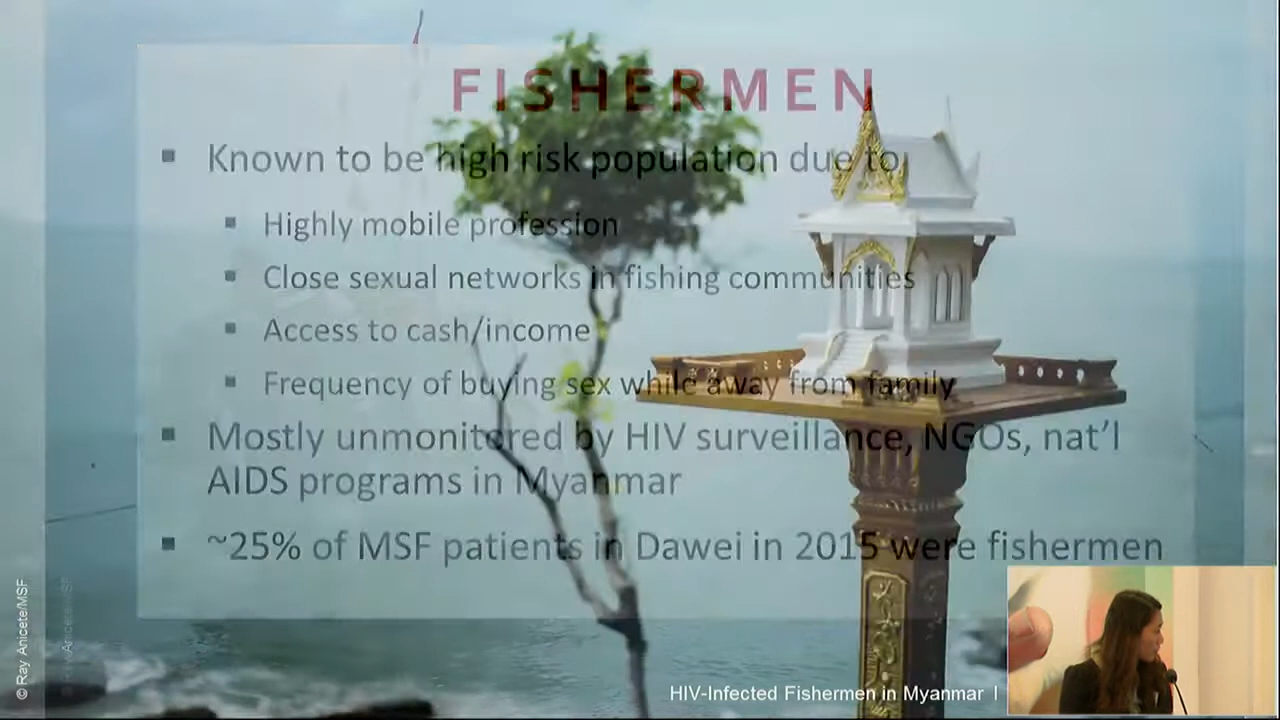 FISHERMEN
▪ Known to be high risk population due to:
▪ Highly mobile profession
▪ Close sexual networks in fishing communities
▪ Access to cash/income
▪ Frequency of buying sex while away from family
▪ Mostly unmonitored by HIV surveillance, NGOs, nat’l
AIDS programs in Myanmar
▪ ~25% of MSF patients in Dawei in 2015 were fishermen
© Ray Anicete/MSF
HIV-Infected Fishermen in Myanmar |